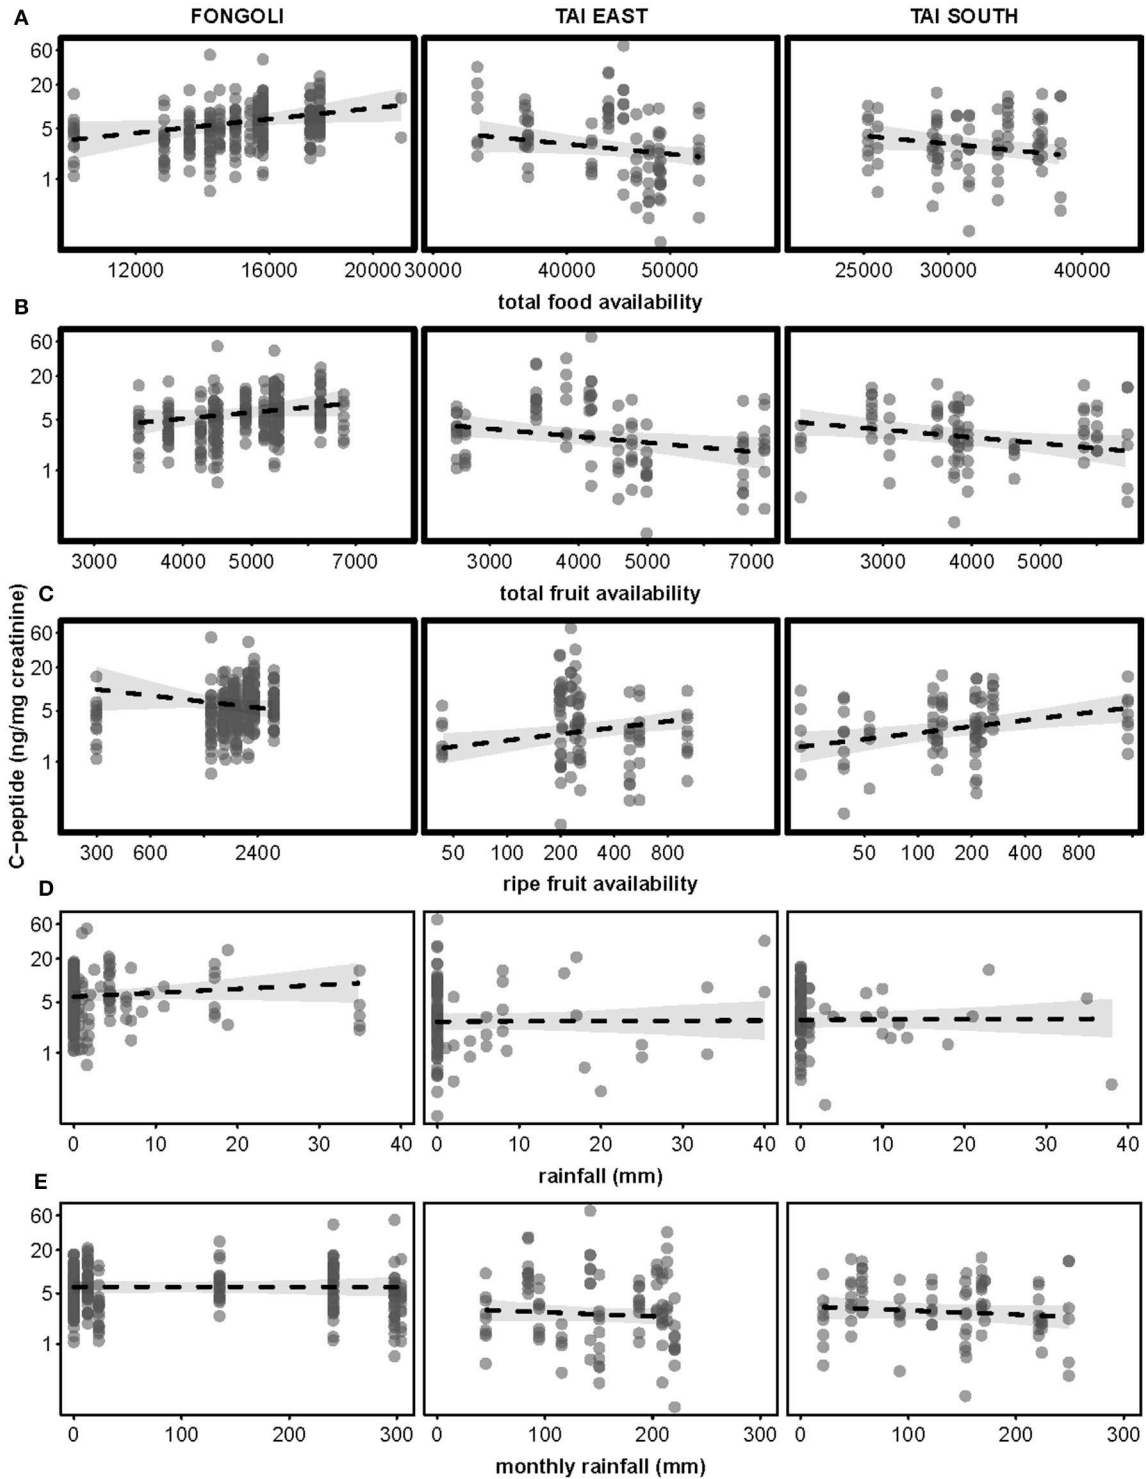 A
FONGOLI TAI EAST TAI SOUTH
60
20
5
1
12000 16000 20000 30000 40000 50000 25000 30000 40000
total food availability
B
60
20
5
1
3000 4000 5000 7000 3000 4000 5000 7000 3000 4000 5000
total fruit availability
C
C−peptide (ng/mg creatinine)
60
20
5
1
300 600 2400 50 100 200 400 800 50 100 200 400 800
ripe fruit availability
D
60
20
5
1
0 10 20 30 40 0 10 20 30 40 0 10 20 30 40
rainfall (mm)
E
60
20
5
1
0 100 200 300 0 100 200 300 0 100 200 300
monthly rainfall (mm)